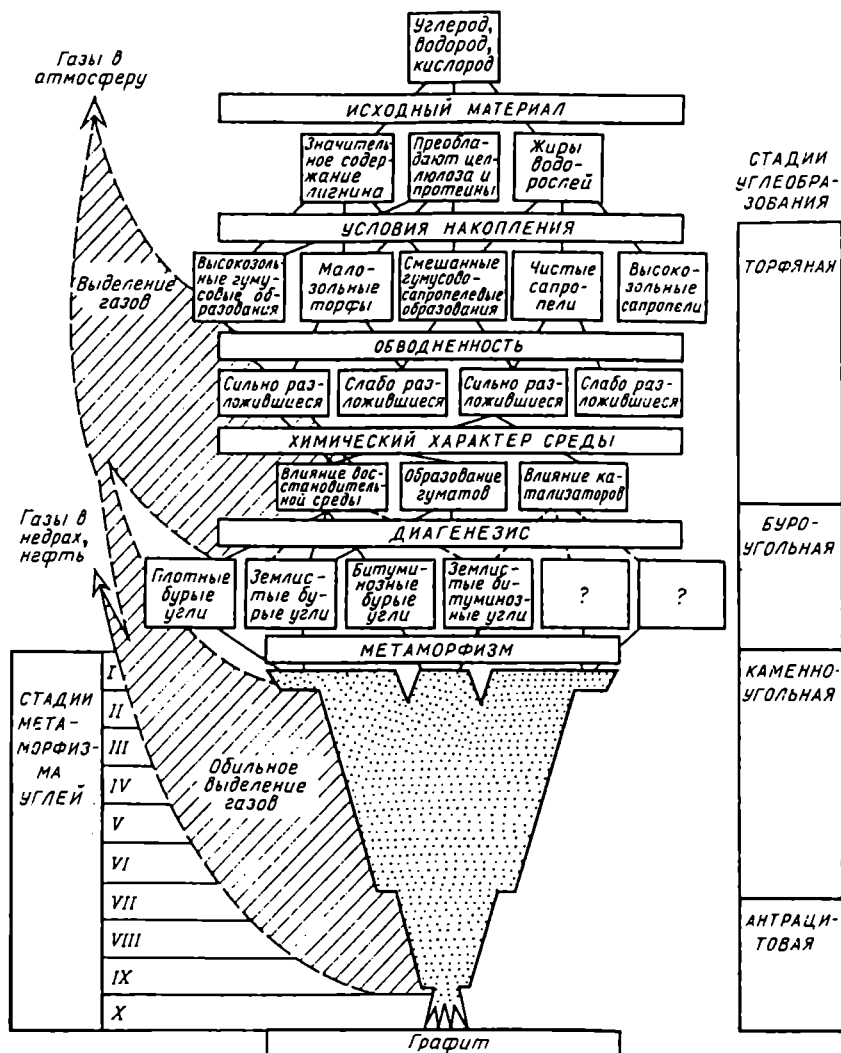 Углерод,
водород,
кислород
Газы в
атмосферу
ИСХОДНЫЙ МАТЕРИАЛ
Значитель-
ное содер-
жание
лигнина
Преобла-
дают цел-
люлоза и
протеины
Жиры
водо-
рослей
СТАДИИ
УГЛЕОБРА-
ЗОВАНИЯ
УСЛОВИЯ НАКОПЛЕНИЯ
Выделение
газов
Высокозоль-
ные гуму-
совые об-
разования
Мало-
зольные
торфы
Смешанные
гумусово-
сапропелевые
образования
Чистые
сапро-
пели
Высоко-
зольные
сапропели
ТОРФЯНАЯ
ОБВОДНЕННОСТЬ
Сильно раз-
ложившиеся
Слабо раз-
ложившиеся
Сильно раз-
ложившиеся
Слабо раз-
ложившиеся
ХИМИЧЕСКИЙ ХАРАКТЕР СРЕДЫ
Влияние вос-
становитель-
ной среды
Образование
гуматов
Влияние ка-
тализаторов
Газы в
недрах,
нефть
ДИАГЕНЕЗИС
БУРО-
УГОЛЬНАЯ
Плотные
бурые
угли
Землис-
тые бу-
рые угли
Битуми-
нозные
бурые
угли
Землис-
тые би-
туминоз-
ные угли
?
?
МЕТАМОРФИЗМ
КАМЕННО-
УГОЛЬНАЯ
СТАДИИ
МЕТА-
МОРФИЗ-
МА
УГЛЕЙ
I
II
III
IV
V
VI
VII
VIII
IX
X
Обильное
выделение
газов
АНТРАЦИ-
ТОВАЯ
Графит